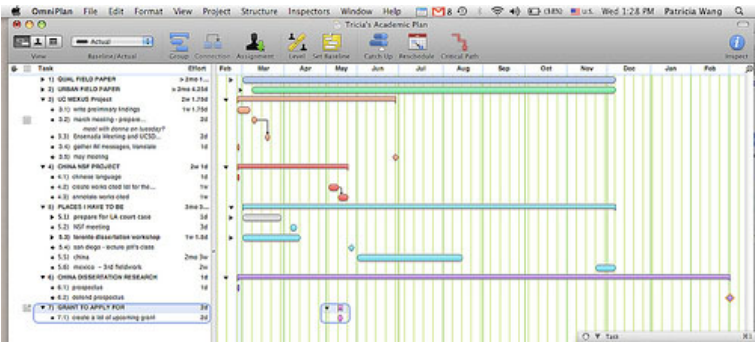 OmniPlan File Edit Format View Project Structure Inspectors Window Help 8 (38%) U.S. Wed 1:28 PM Patricia Wang
Tricia's Academic Plan
Actual
View Baseline/Actual Group Connection Assignment Level Set Baseline Catch Up Reschedule Critical Path Inspect
Task Effort Feb Mar Apr May Jun Jul Aug Sep Oct Nov Dec Jan Feb
1) QUAL FIELD PAPER
2) URBAN FIELD PAPER
3) UC MEXUS Project 2w 1.75d
3.1) write preliminary findings 1w 1.75d
3.2) march meeting - prepare... 2d
meet with donna on tuesday?
3.3) Ensenada Meeting and UCSD... 2d
3.4) gather All messages, translate 1d
3.5) may meeting
4) CHINA NSF PROJECT 2w 1d
4.1) chinese language 1d
4.2) create works cited list for the... 1w
4.3) annotate works cited 1w
5) PLACES I HAVE TO BE
5.1) prepare for LA court case
5.2) NSF meeting 3d
5.3) toronto dissertation workshop
5.4) san diego - lecture pit's class
5.5) china 2mo 3w
5.6) mexico - 3rd fieldwork 2w
6) CHINA DISSERTATION RESEARCH 1d
6.1) prospectus 1d
6.2) defend prospectus
7) GRANT TO APPLY FOR 2d
7.1) create a list of upcoming grant 2d
Task